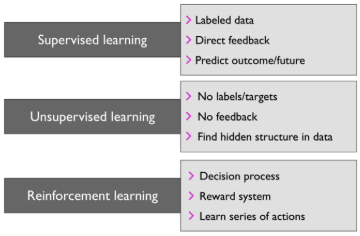 Supervised learning
> Labeled data
> Direct feedback
> Predict outcome/future
Unsupervised learning
> No labels/targets
> No feedback
> Find hidden structure in data
Reinforcement learning
> Decision process
> Reward system
> Learn series of actions